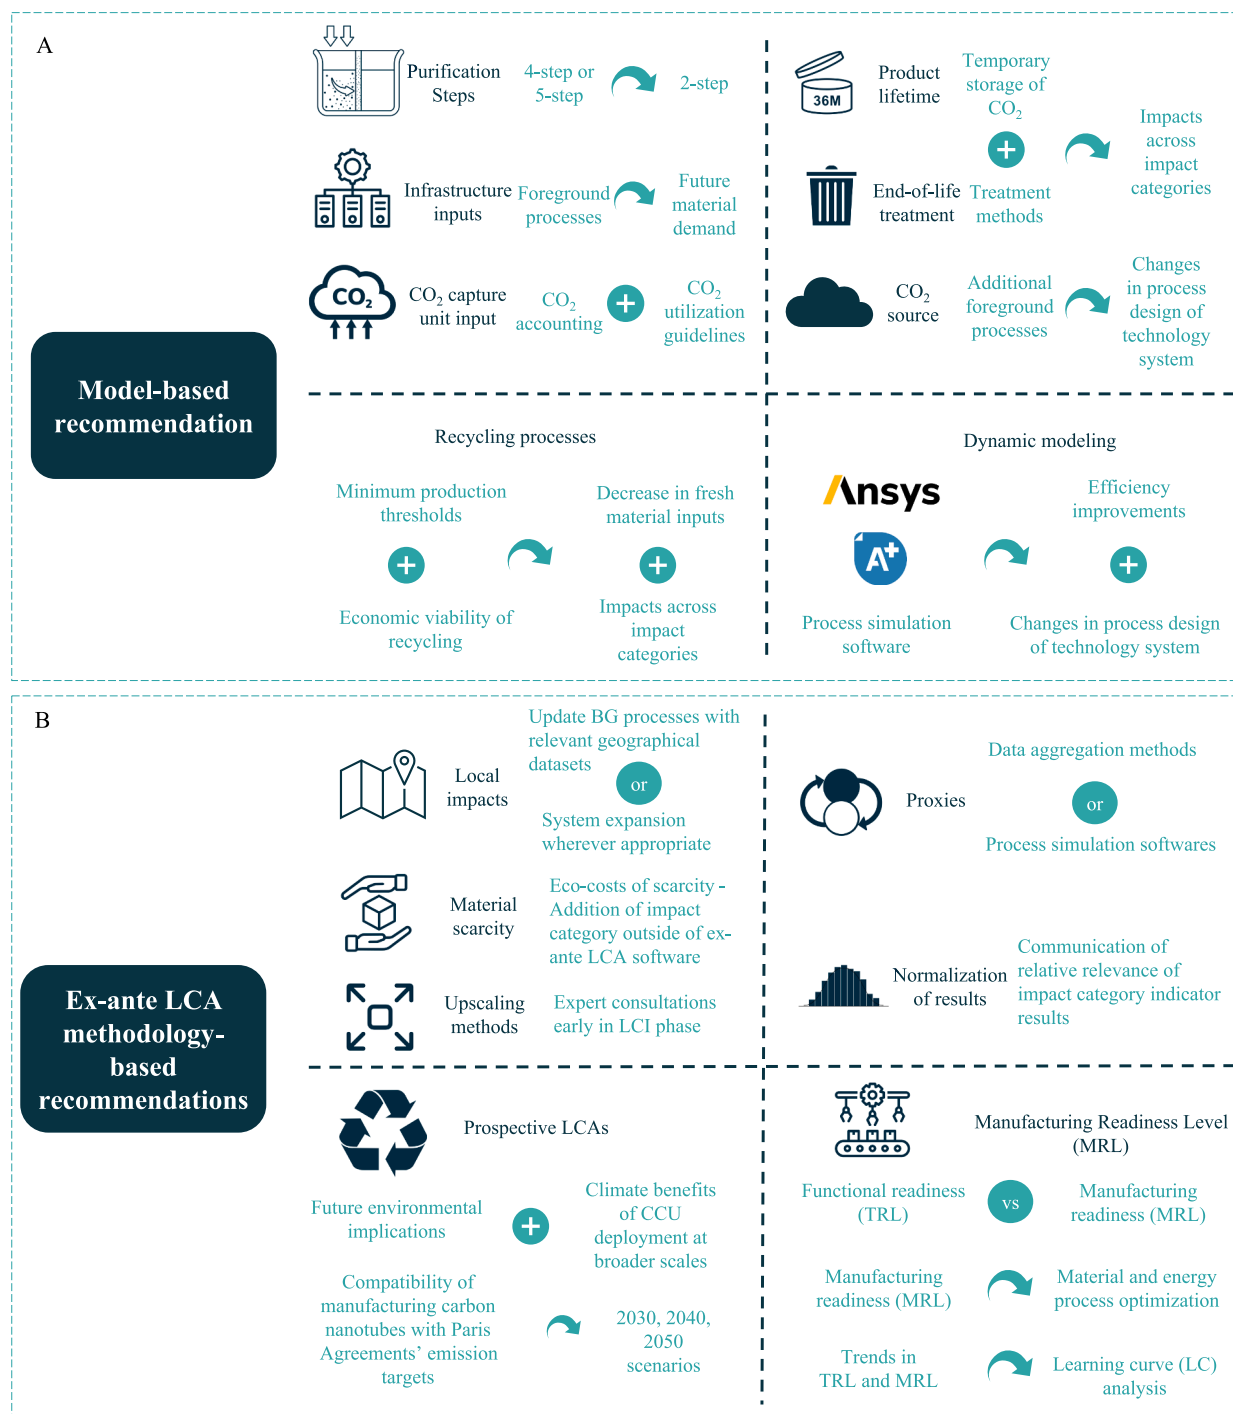 A
Model-based
recommendation
Purification
Steps
4-step or
5-step
2-step
Infrastructure
inputs
Foreground
processes
Future
material
demand
CO₂
CO₂ capture
unit input
CO₂
accounting
+
CO₂
utilization
guidelines
36M
Product
lifetime
Temporary
storage of
CO₂
+
End-of-life
treatment
Treatment
methods
Impacts
across
impact
categories
CO₂
source
Additional
foreground
processes
Changes
in process
design of
technology
system
Recycling processes
Minimum production
thresholds
+
Economic viability of
recycling
Decrease in fresh
material inputs
+
Impacts across
impact
categories
Dynamic modeling
Ansys
A+
Process simulation
software
Efficiency
improvements
+
Changes in process design
of technology system
B
Ex-ante LCA
methodology-
based
recommendations
Local
impacts
Update BG processes with
relevant geographical
datasets
or
System expansion
wherever appropriate
Material
scarcity
Eco-costs of scarcity -
Addition of impact
category outside of ex-
ante LCA software
Upscaling
methods
Expert consultations
early in LCI phase
Proxies
Data aggregation methods
or
Process simulation softwares
Normalization
of results
Communication of
relative relevance of
impact category indicator
results
Prospective LCAs
Future environmental
implications
+
Climate benefits
of CCU
deployment at
broader scales
Compatibility of
manufacturing carbon
nanotubes with Paris
Agreements’ emission
targets
2030, 2040,
2050
scenarios
Manufacturing Readiness Level
(MRL)
Functional readiness
(TRL)
vs
Manufacturing
readiness (MRL)
Manufacturing
readiness (MRL)
Material and energy
process optimization
Trends in
TRL and MRL
Learning curve (LC)
analysis